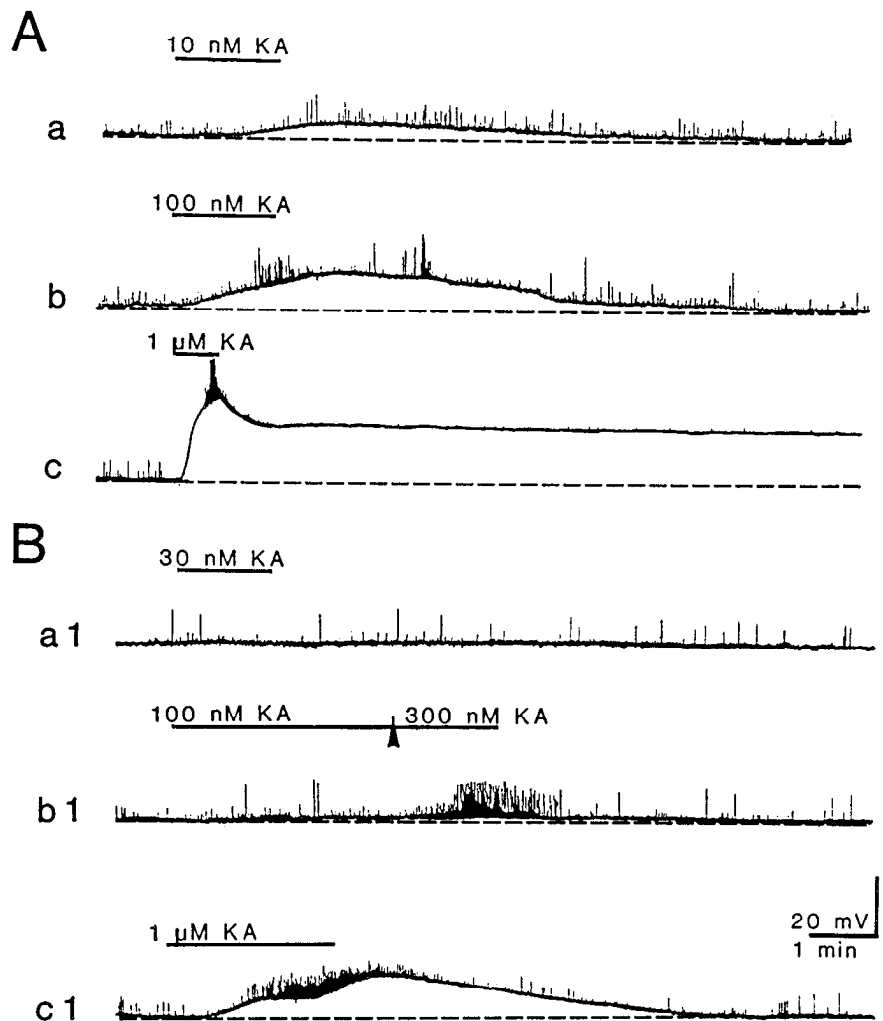 A
10 nM KA
a
100 nM KA
b
1 µM KA
c
B
30 nM KA
a1
100 nM KA 300 nM KA
b1
20 mV
1 min
1 µM KA
c1